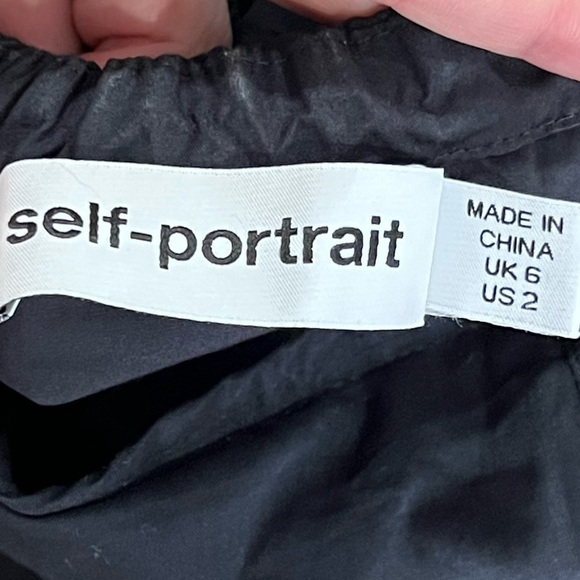 self-portrait
MADE IN
CHINA
UK 6
US 2